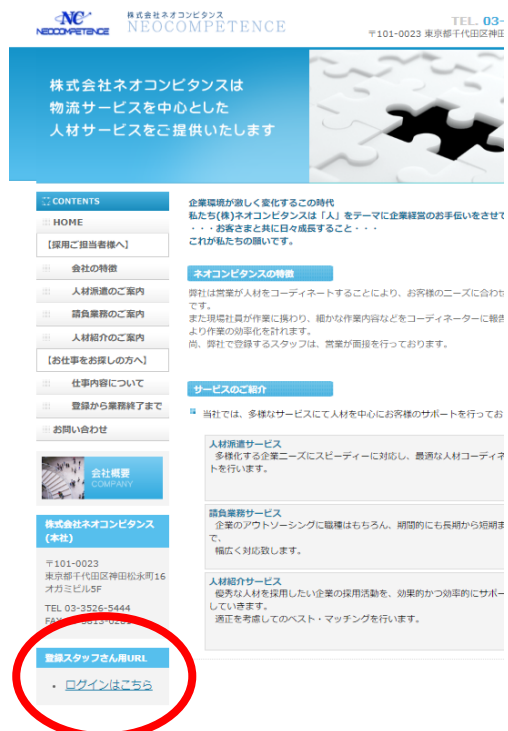 NC
NEOCOMPETENCE
株式会社ネオコンピタンス
NEOCOMPETENCE
TEL. 03-
〒101-0023 東京都千代田区神田
株式会社ネオコンピタンスは
物流サービスを中心とした
人材サービスをご提供いたします
CONTENTS
HOME
【採用ご担当者様へ】
会社の特徴
人材派遣のご案内
請負業務のご案内
人材紹介のご案内
【お仕事をお探しの方へ】
仕事内容について
登録から業務終了まで
お問い合わせ
会社概要
COMPANY
株式会社ネオコンピタンス
(本社)
〒101-0023
東京都千代田区神田松永町16
オガミビル5F
TEL 03-3526-5444
FAX
登録スタッフさん用URL
・ ログインはこちら
企業環境が激しく変化するこの時代
私たち(株)ネオコンピタンスは「人」をテーマに企業経営のお手伝いをさせて
・・・お客さまと共に日々成長すること・・・
これが私たちの願いです。
ネオコンピタンスの特徴
弊社は営業が人材をコーディネートすることにより、お客様のニーズに合わせ
です。
また現場社員が作業に携わり、細かな作業内容などをコーディネーターに報告
より作業の効率化を計れます。
尚、弊社で登録するスタッフは、営業が面接を行っております。
サービスのご紹介
当社では、多様なサービスにて人材を中心にお客様のサポートを行ってお
人材派遣サービス
多様化する企業ニーズにスピーディーに対応し、最適な人材コーディネ
トを行います。
請負業務サービス
企業のアウトソーシングに職種はもちろん、期間的にも長期から短期ま
で、
幅広く対応致します。
人材紹介サービス
優秀な人材を採用したい企業の採用活動を、効果的かつ効率的にサポー
していきます。
適正を考慮してのベスト・マッチングを行います。